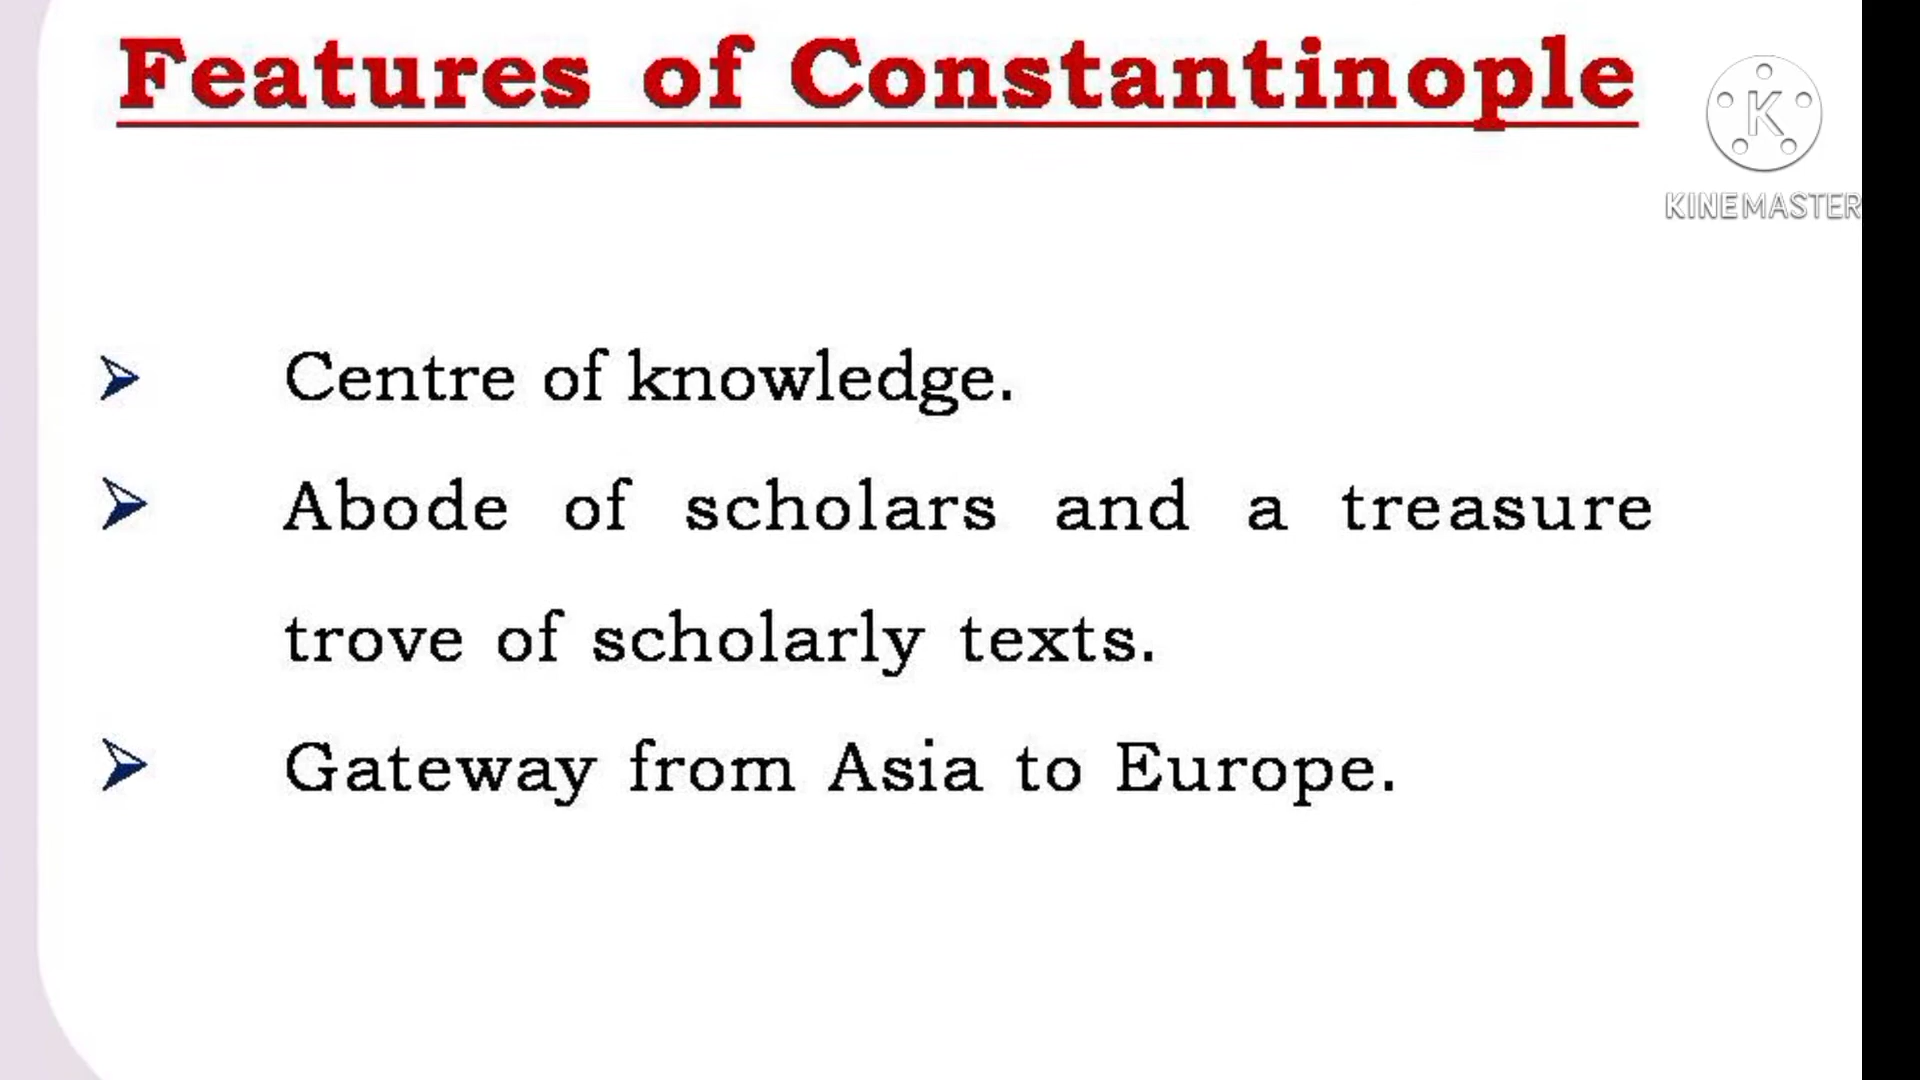 Features of Constantinople
K
KINEMASTER
➢ Centre of knowledge.
➢ Abode of scholars and a treasure
trove of scholarly texts.
➢ Gateway from Asia to Europe.